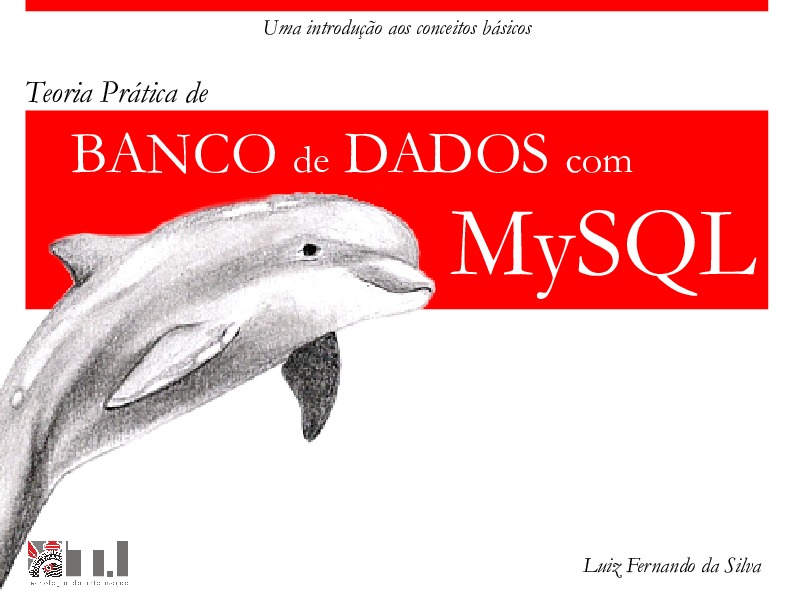 Uma introdução aos conceitos básicos
Teoria Prática de
BANCO de DADOS com
MySQL
Luiz Fernando da Silva